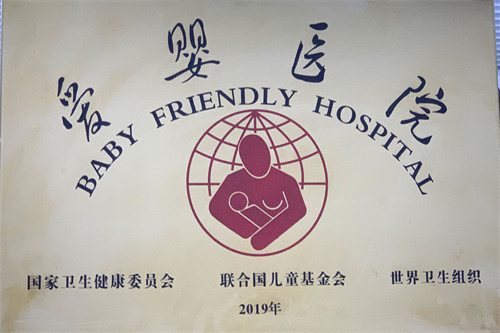 爱婴医院
BABY FRIENDLY HOSPITAL
国家卫生健康委员会 联合国儿童基金会 世界卫生组织
2019年